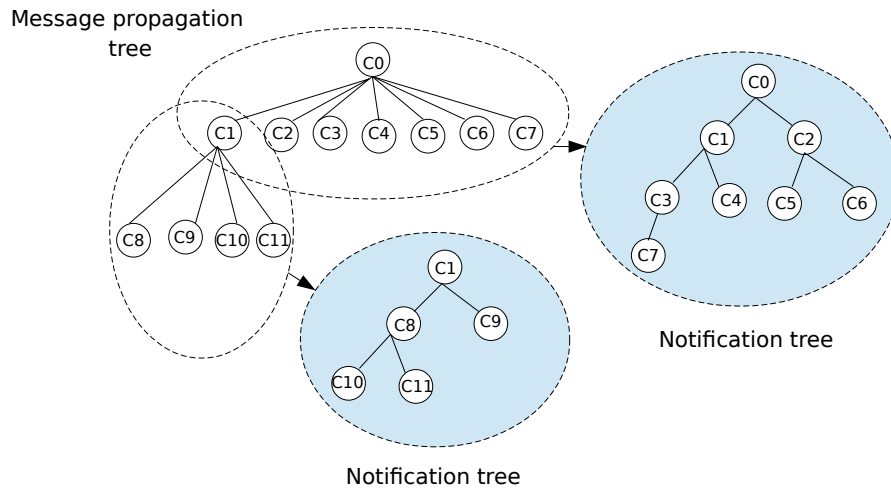 Message propagation
tree
C0
C1 C2 C3 C4 C5 C6 C7
C8 C9 C10 C11
C0
C1 C2
C3 C4 C5 C6
C7
Notification tree
C1
C8 C9
C10 C11
Notification tree